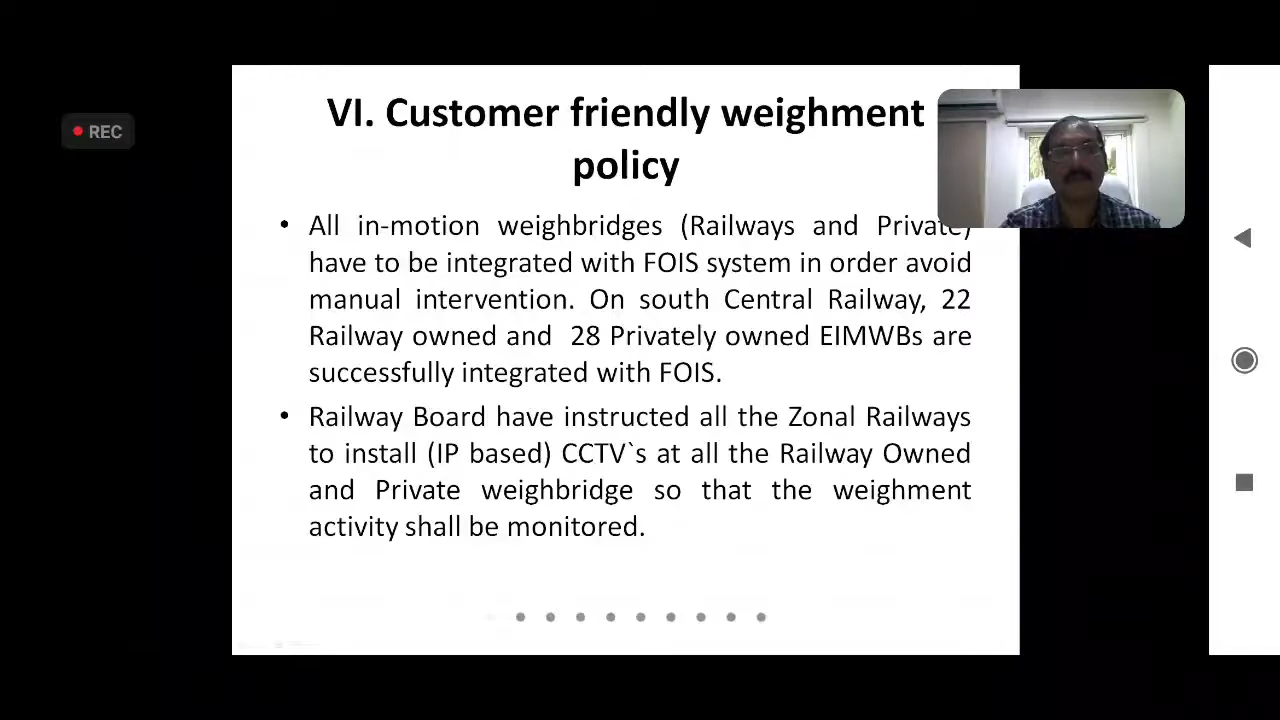 VI. Customer friendly weighment
policy
REC
• All in-motion weighbridges (Railways and Private)
have to be integrated with FOIS system in order avoid
manual intervention. On south Central Railway, 22
Railway owned and 28 Privately owned EIMWBs are
successfully integrated with FOIS.
• Railway Board have instructed all the Zonal Railways
to install (IP based) CCTV`s at all the Railway Owned
and Private weighbridge so that the weighment
activity shall be monitored.